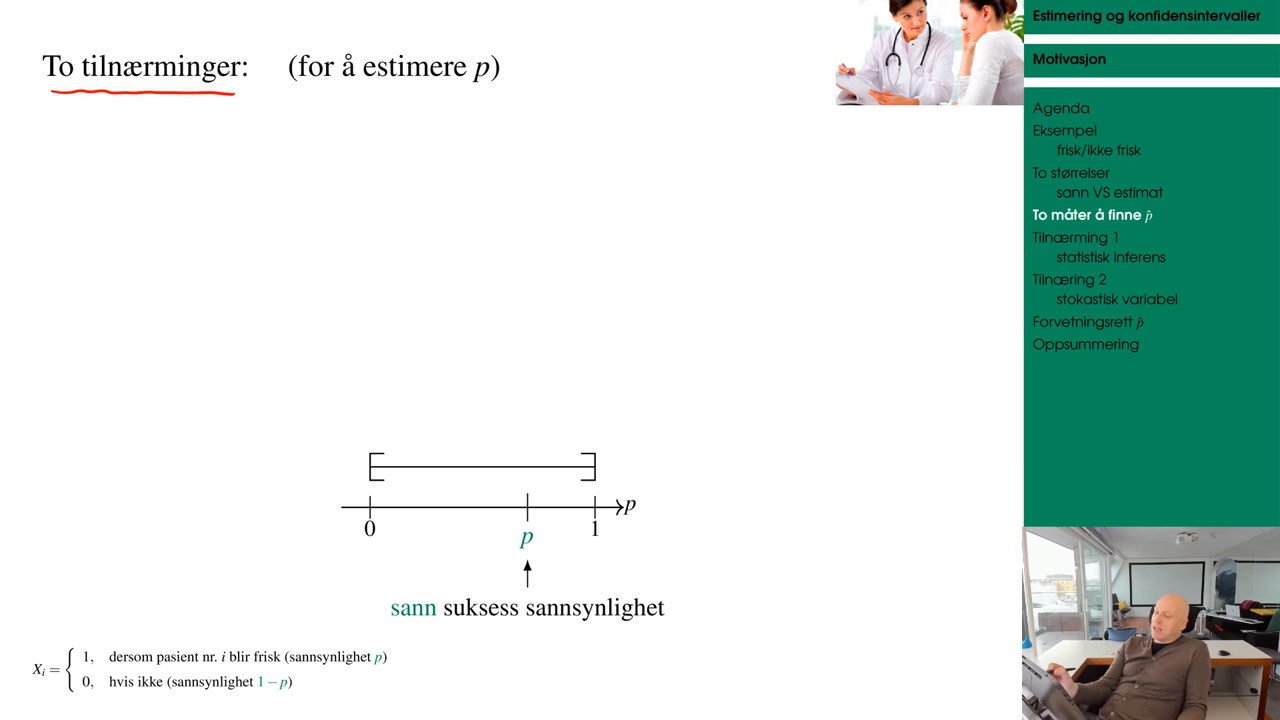 To tilnærminger: (for å estimere p)
0
p
1
p
sann suksess sannsynlighet
Xᵢ = { 1, dersom pasient nr. i blir frisk (sannsynlighet p)
0, hvis ikke (sannsynlighet 1 − p)
Estimering og konfidensintervaller
Motivasjon
Agenda
Eksempel
frisk/ikke frisk
To størrelser
sann VS estimat
To måter å finne p̂
Tilnærming 1
statistisk inferens
Tilnæring 2
stokastisk variabel
Forvetningsrett p̂
Oppsummering